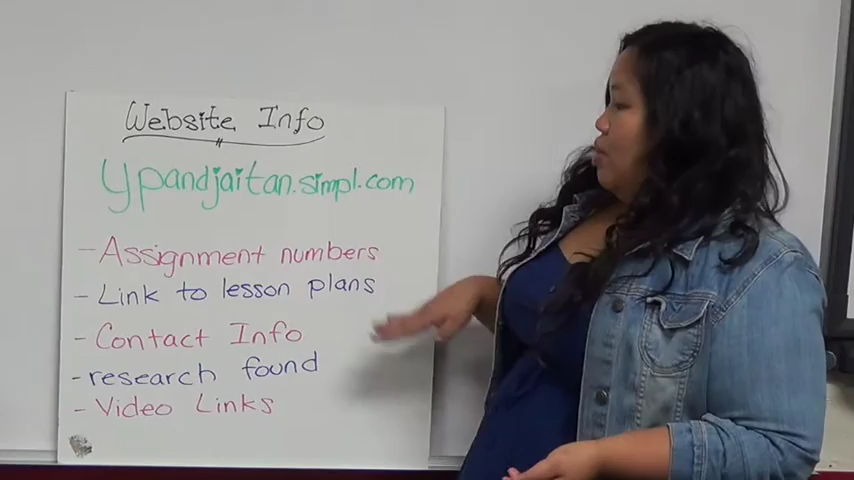 Website Info
ypandjaitan.simpl.com
- Assignment numbers
- Link to lesson plans
- Contact Info
- research found
- Video Links